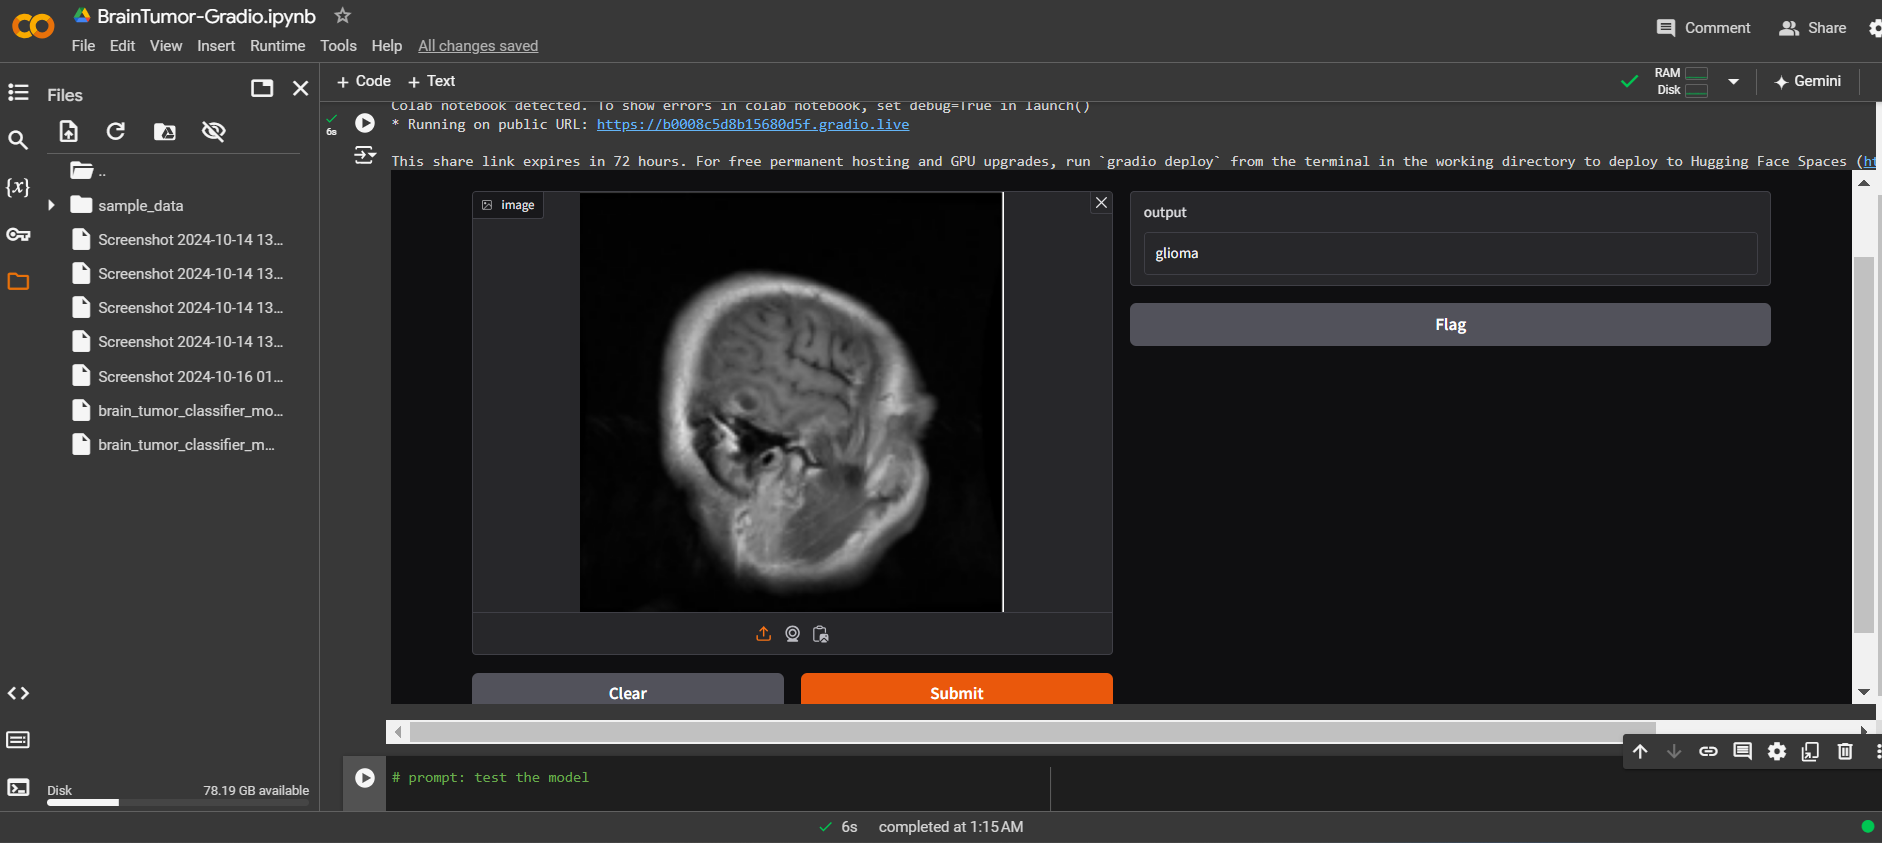 BrainTumor-Gradio.ipynb
File Edit View Insert Runtime Tools Help All changes saved
Comment
Share
Files
+ Code + Text
RAM
Disk
Gemini
..
sample_data
Screenshot 2024-10-14 13...
Screenshot 2024-10-14 13...
Screenshot 2024-10-14 13...
Screenshot 2024-10-14 13...
Screenshot 2024-10-16 01...
brain_tumor_classifier_mo...
brain_tumor_classifier_m...
{x}
Disk 78.19 GB available
6s
Colab notebook detected. To show errors in colab notebook, set debug=True in launch()
* Running on public URL: https://b0008c5d8b15680d5f.gradio.live
This share link expires in 72 hours. For free permanent hosting and GPU upgrades, run `gradio deploy` from the terminal in the working directory to deploy to Hugging Face Spaces (ht
image
output
glioma
Flag
Clear
Submit
# prompt: test the model
6s completed at 1:15 AM